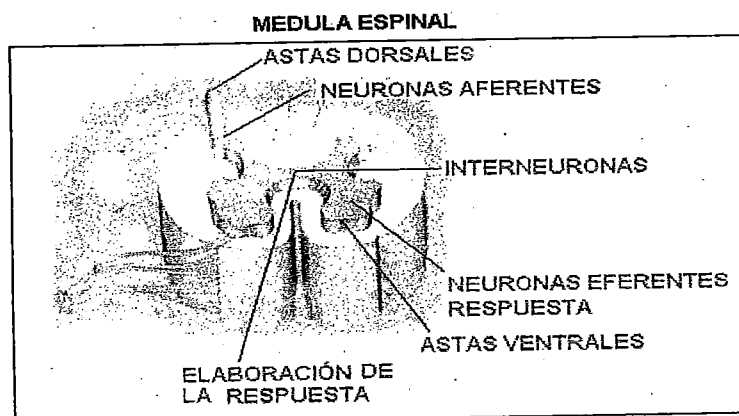 MEDULA ESPINAL
ASTAS DORSALES
NEURONAS AFERENTES
INTERNEURONAS
NEURONAS EFERENTES
RESPUESTA
ASTAS VENTRALES
ELABORACIÓN DE
LA RESPUESTA